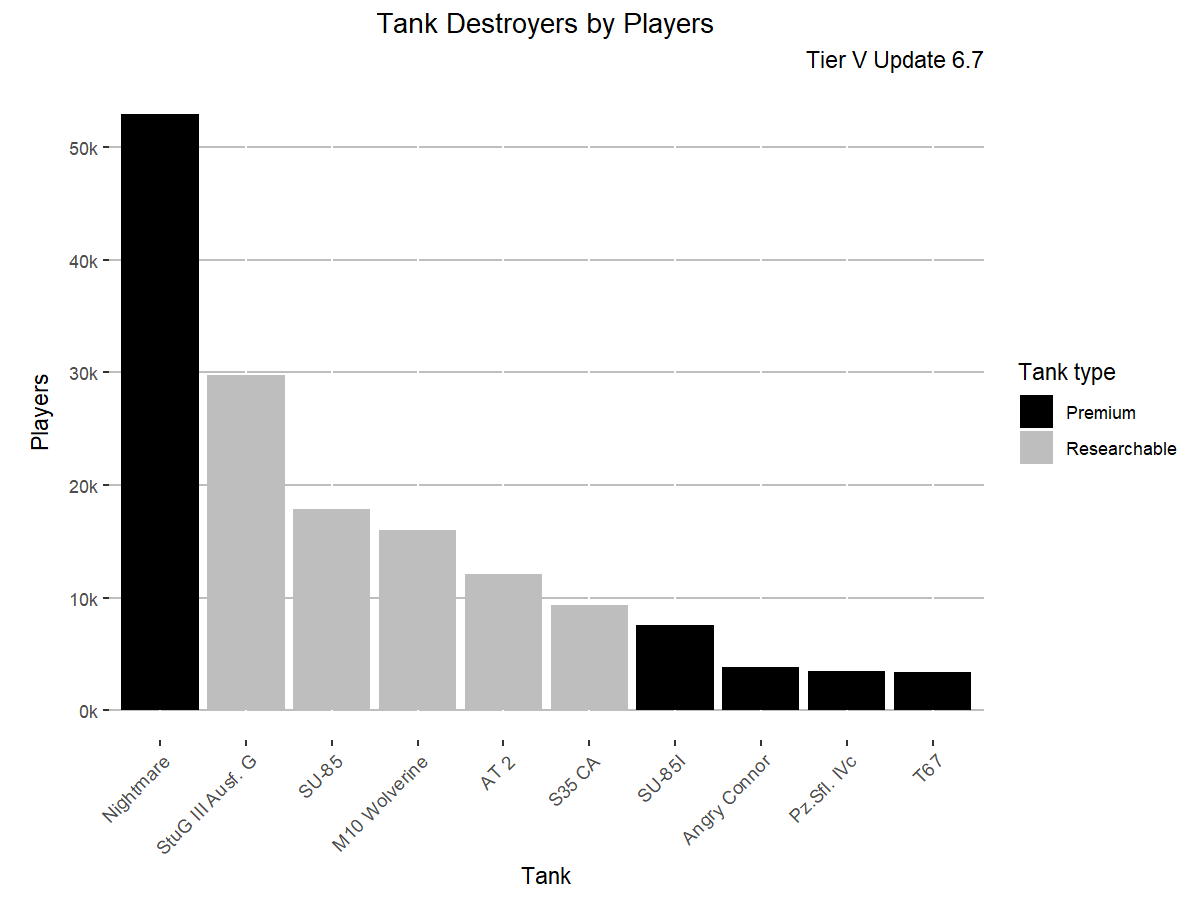 Tank Destroyers by Players
Tier V Update 6.7
Players
50k
40k
30k
20k
10k
0k
Nightmare
StuG III Ausf. G
SU-85
M10 Wolverine
AT 2
S35 CA
SU-85I
Angry Connor
Pz.Sfl. IVc
T67
Tank
Tank type
Premium
Researchable